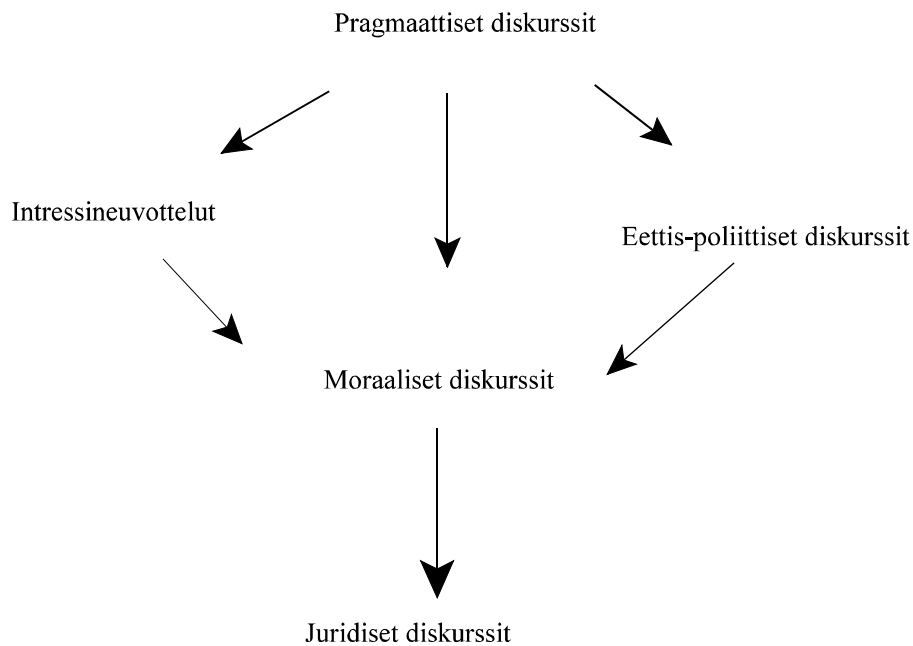 Pragmaattiset diskurssit
Intressineuvottelut
Eettis-poliittiset diskurssit
Moraaliset diskurssit
Juridiset diskurssit